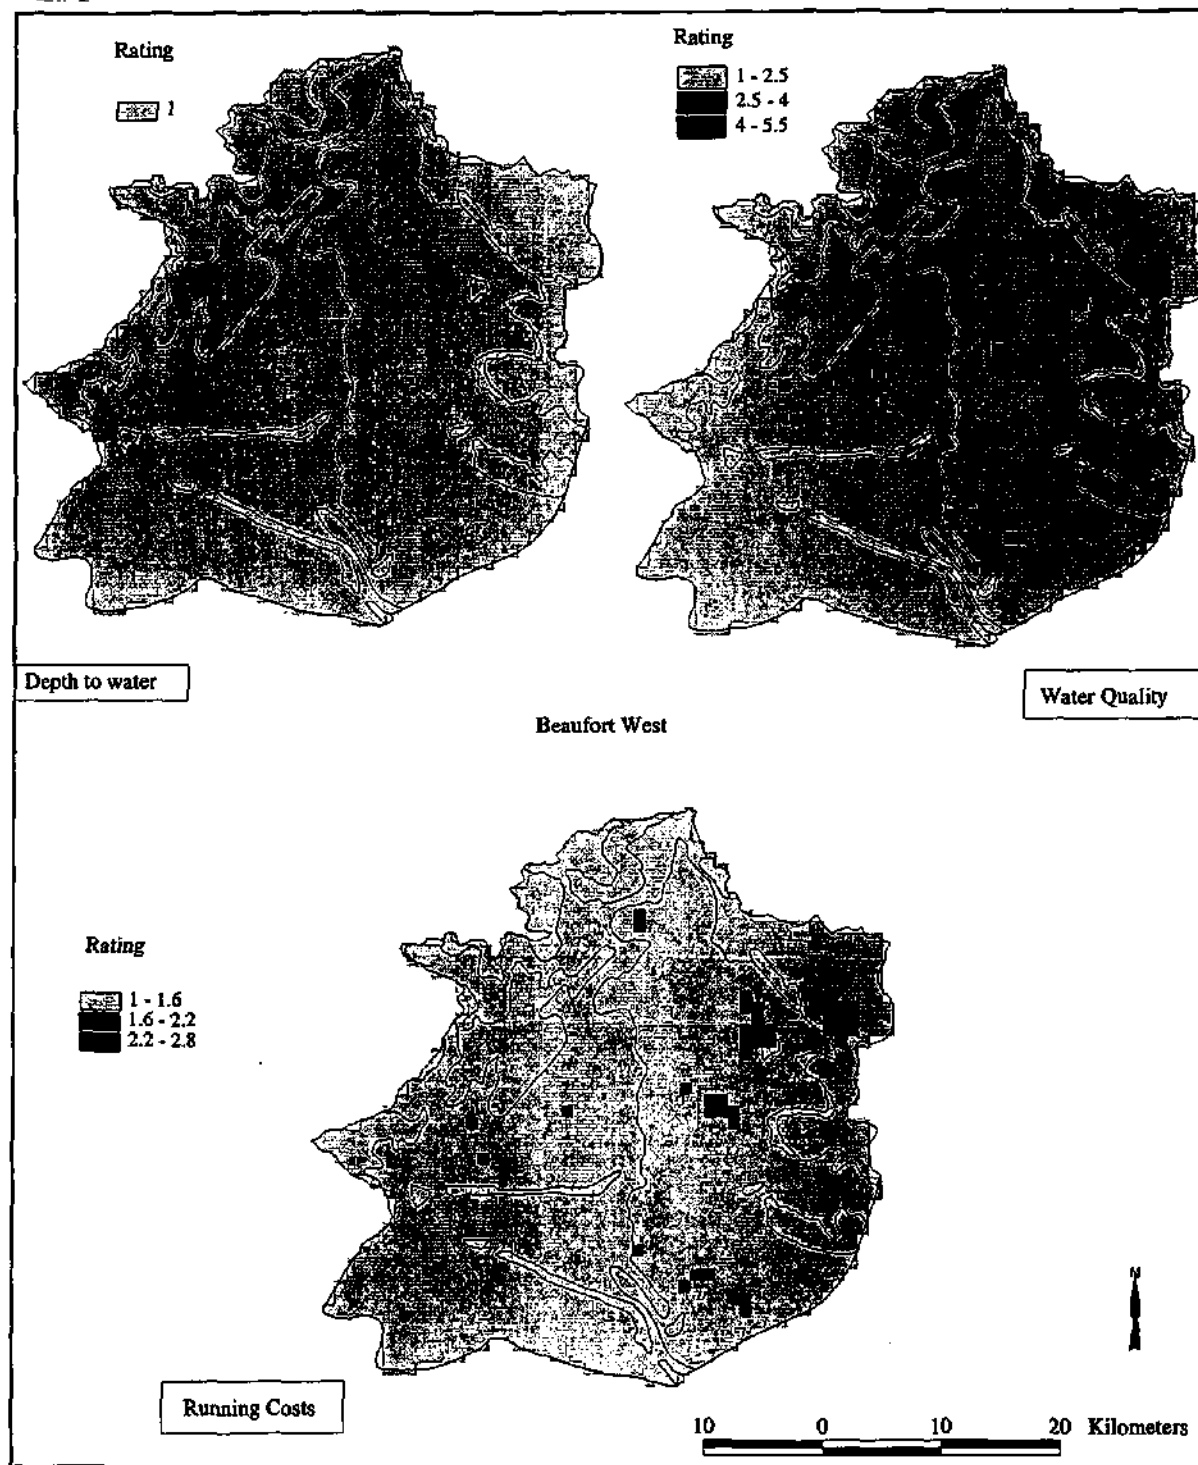 Rating
1
Rating
1 - 2.5
2.5 - 4
4 - 5.5
Depth to water
Water Quality
Beaufort West
Rating
1 - 1.6
1.6 - 2.2
2.2 - 2.8
N
Running Costs
10 0 10 20 Kilometers